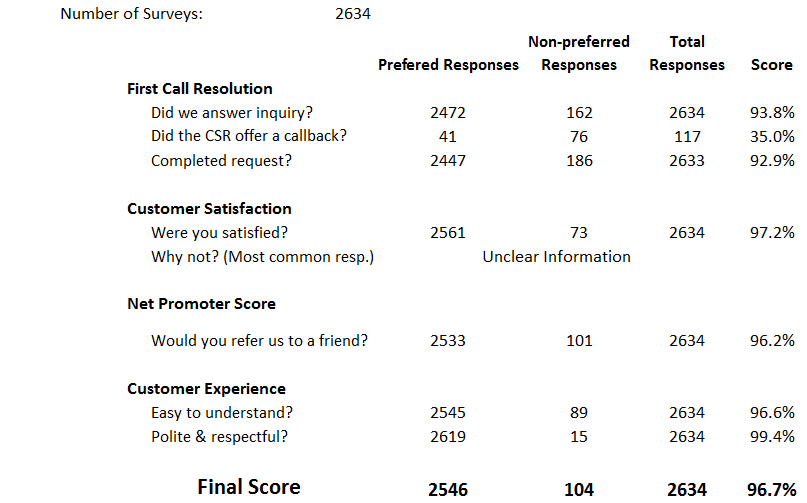 Number of Surveys: 2634
Non-preferred Total
Prefered Responses Responses Responses Score
First Call Resolution
Did we answer inquiry? 2472 162 2634 93.8%
Did the CSR offer a callback? 41 76 117 35.0%
Completed request? 2447 186 2633 92.9%
Customer Satisfaction
Were you satisfied? 2561 73 2634 97.2%
Why not? (Most common resp.) Unclear Information
Net Promoter Score
Would you refer us to a friend? 2533 101 2634 96.2%
Customer Experience
Easy to understand? 2545 89 2634 96.6%
Polite & respectful? 2619 15 2634 99.4%
Final Score 2546 104 2634 96.7%